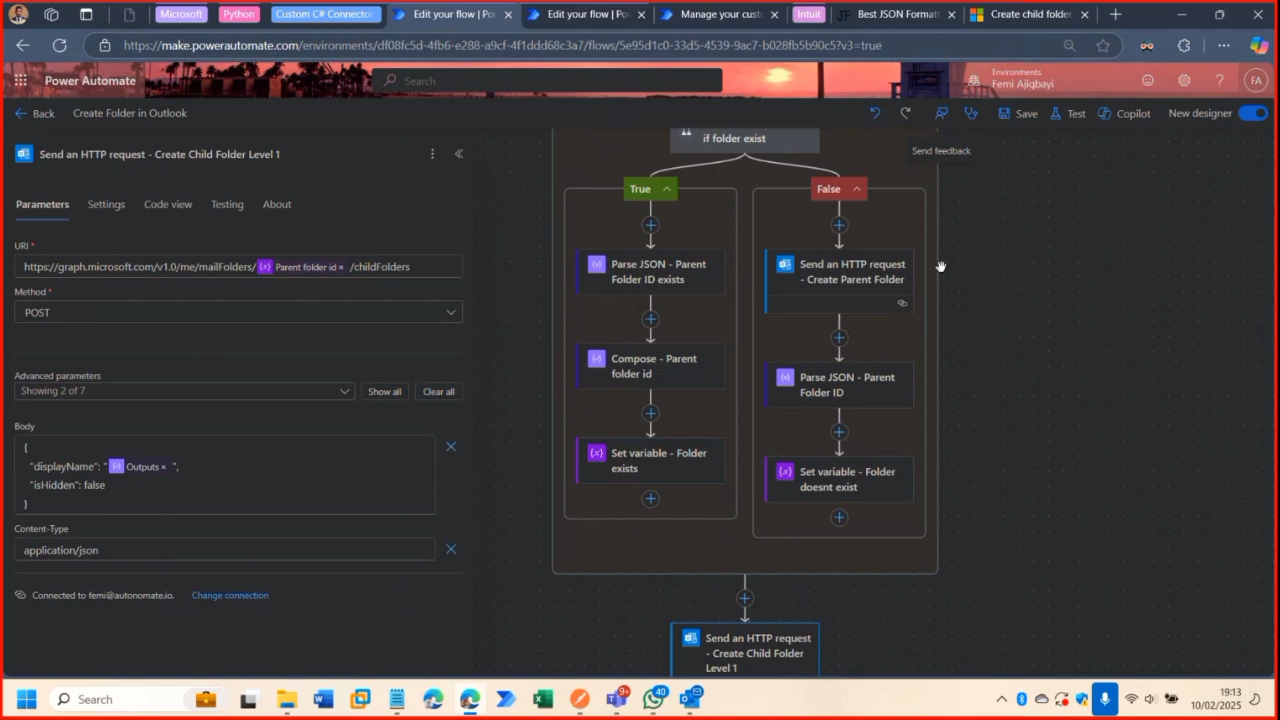 Microsoft
Python
Custom C# Connector
Edit your flow | Pow
Edit your flow | Pow
Manage your custo
Intuit
JF
Best JSON Formatt
Create child folder
https://make.powerautomate.com/environments/df08fc5d-4fb6-e288-a9cf-4f1ddd68c3a7/flows/5e95d1c0-33d5-4539-9ac7-b028fb5b90c5?v3=true
Power Automate
Search
Environments
Femi Ajiqbayi
FA
Back
Create Folder in Outlook
Save
Test
Copilot
New designer
Send feedback
Send an HTTP request - Create Child Folder Level 1
Parameters
Settings
Code view
Testing
About
URI *
https://graph.microsoft.com/v1.0/me/mailFolders/ {x} Parent folder id × /childFolders
Method *
POST
Advanced parameters
Showing 2 of 7
Show all
Clear all
Body
{
"displayName": " Outputs × ",
"isHidden": false
}
Content-Type
application/json
Connected to femi@autonomate.io.
Change connection
if folder exist
True
False
Parse JSON - Parent
Folder ID exists
Compose - Parent
folder id
Set variable - Folder
exists
Send an HTTP request
- Create Parent Folder
Parse JSON - Parent
Folder ID
Set variable - Folder
doesnt exist
Send an HTTP request
- Create Child Folder
Level 1
Search
9+
40
19:13
10/02/2025